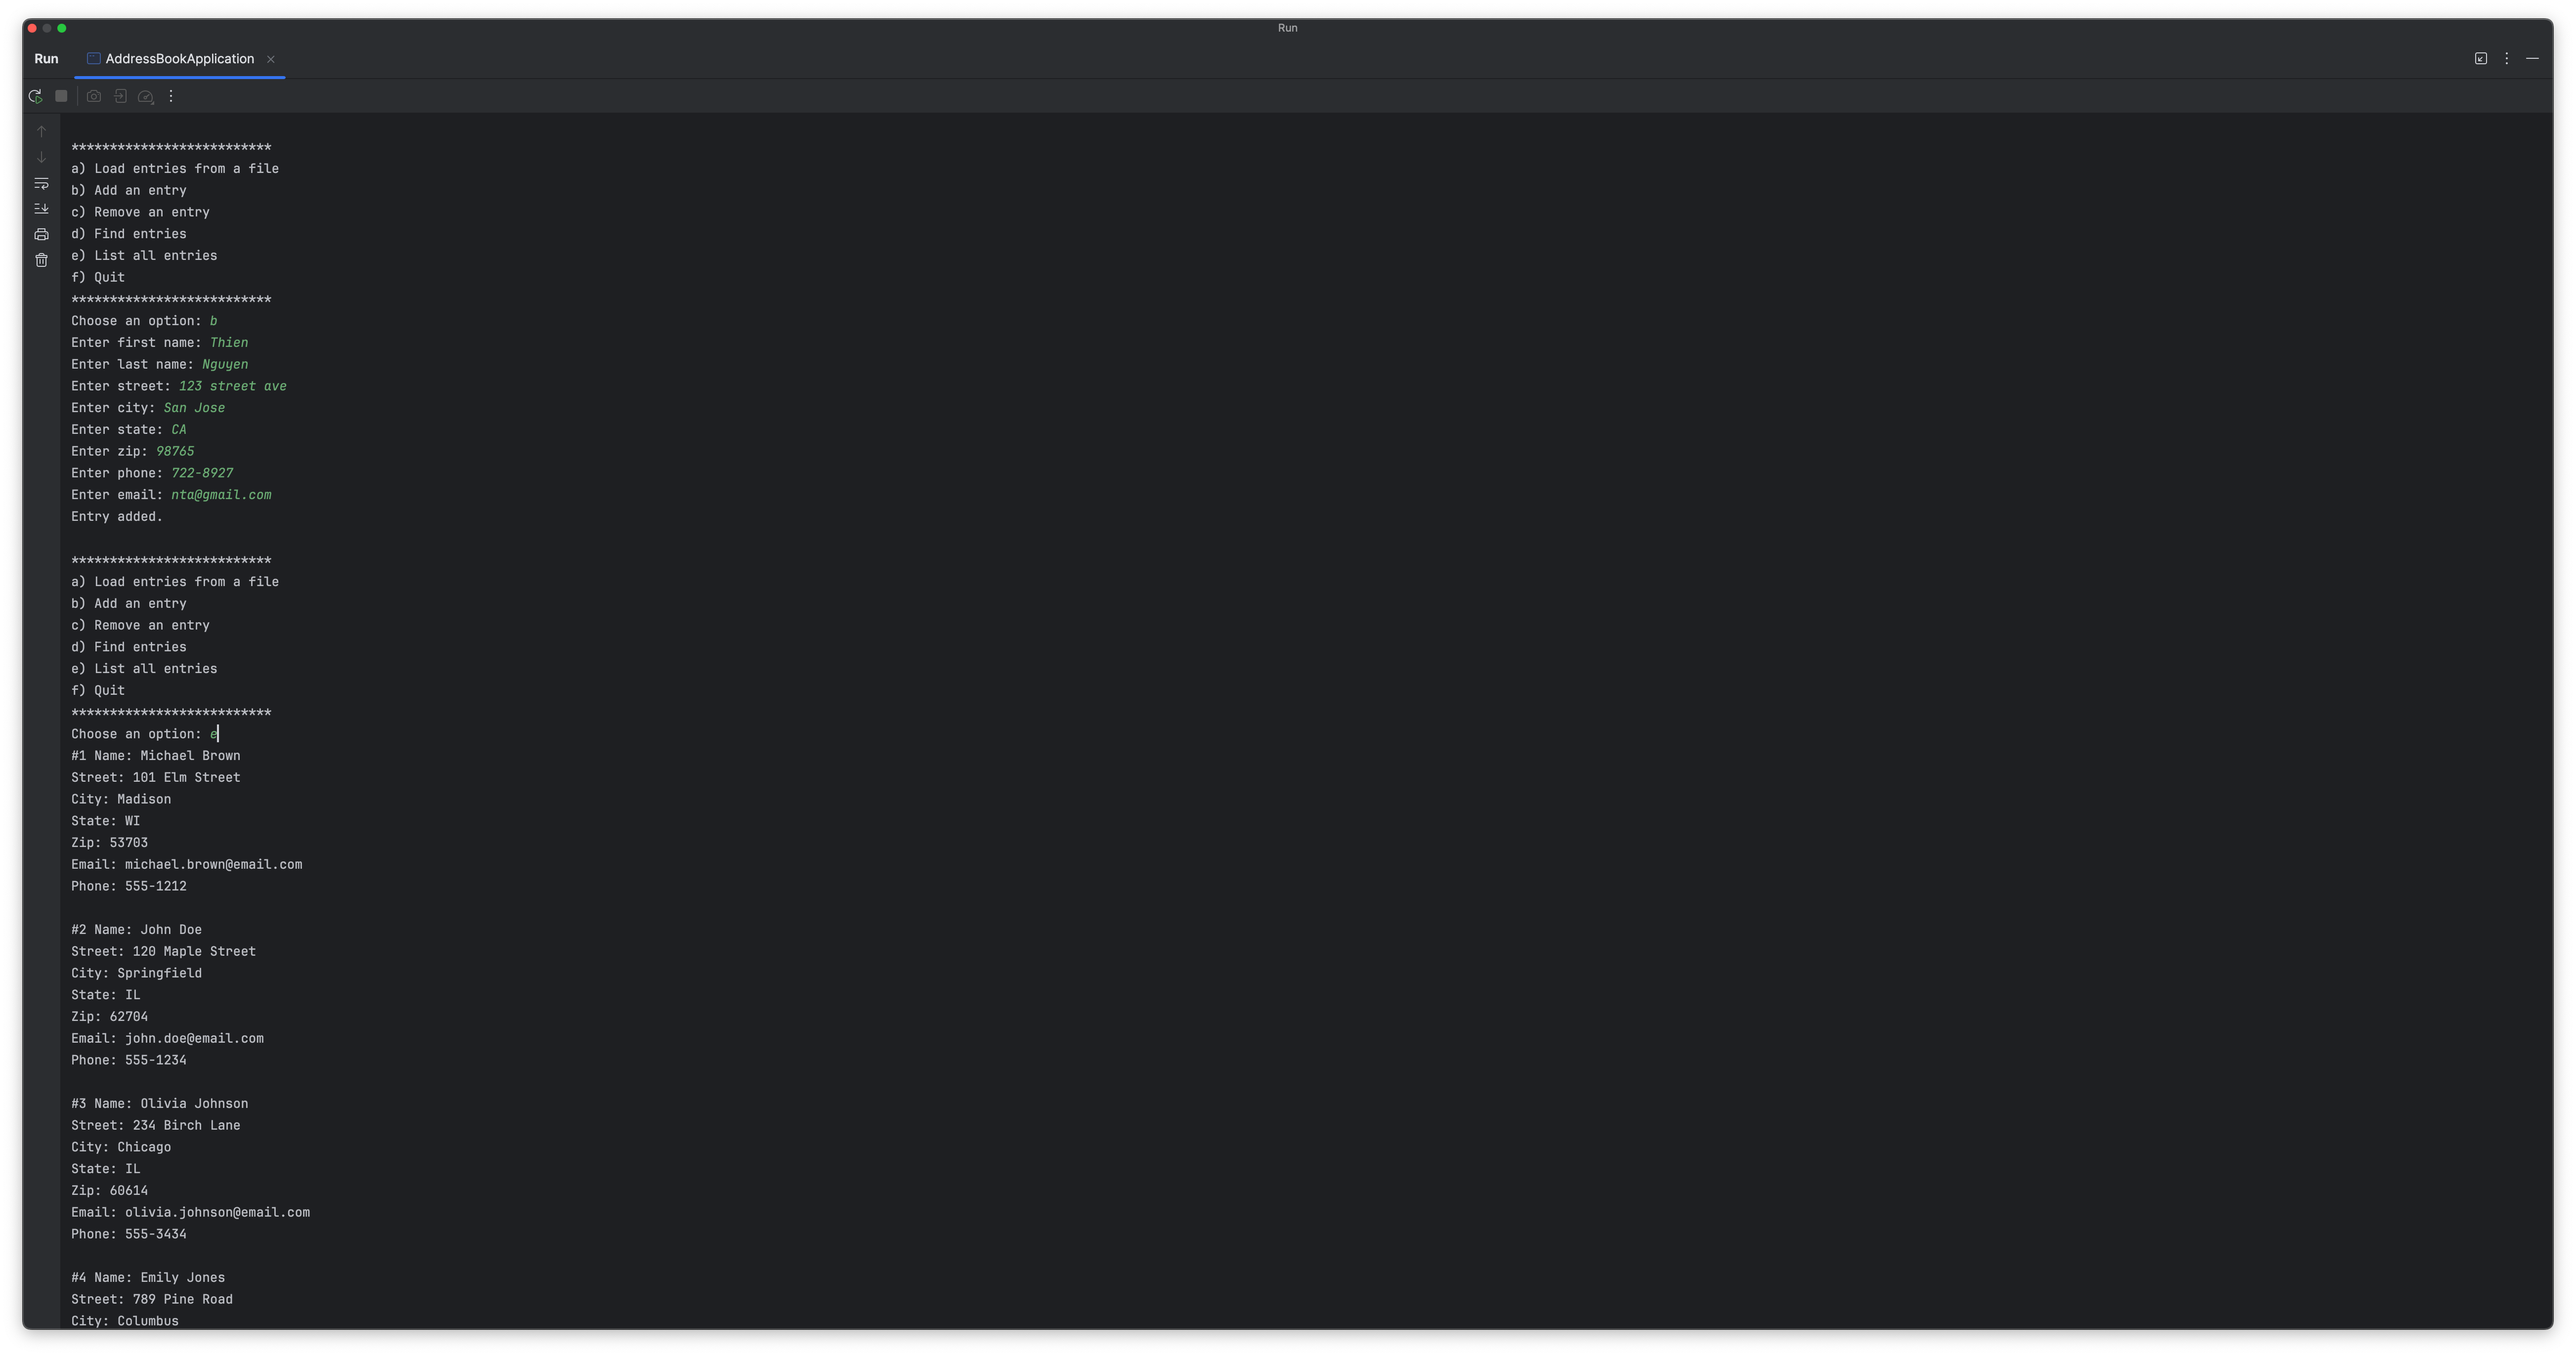 Run
Run
AddressBookApplication
**************************
a) Load entries from a file
b) Add an entry
c) Remove an entry
d) Find entries
e) List all entries
f) Quit
**************************
Choose an option: b
Enter first name: Thien
Enter last name: Nguyen
Enter street: 123 street ave
Enter city: San Jose
Enter state: CA
Enter zip: 98765
Enter phone: 722-8927
Enter email: nta@gmail.com
Entry added.
**************************
a) Load entries from a file
b) Add an entry
c) Remove an entry
d) Find entries
e) List all entries
f) Quit
**************************
Choose an option: e
#1 Name: Michael Brown
Street: 101 Elm Street
City: Madison
State: WI
Zip: 53703
Email: michael.brown@email.com
Phone: 555-1212
#2 Name: John Doe
Street: 120 Maple Street
City: Springfield
State: IL
Zip: 62704
Email: john.doe@email.com
Phone: 555-1234
#3 Name: Olivia Johnson
Street: 234 Birch Lane
City: Chicago
State: IL
Zip: 60614
Email: olivia.johnson@email.com
Phone: 555-3434
#4 Name: Emily Jones
Street: 789 Pine Road
City: Columbus